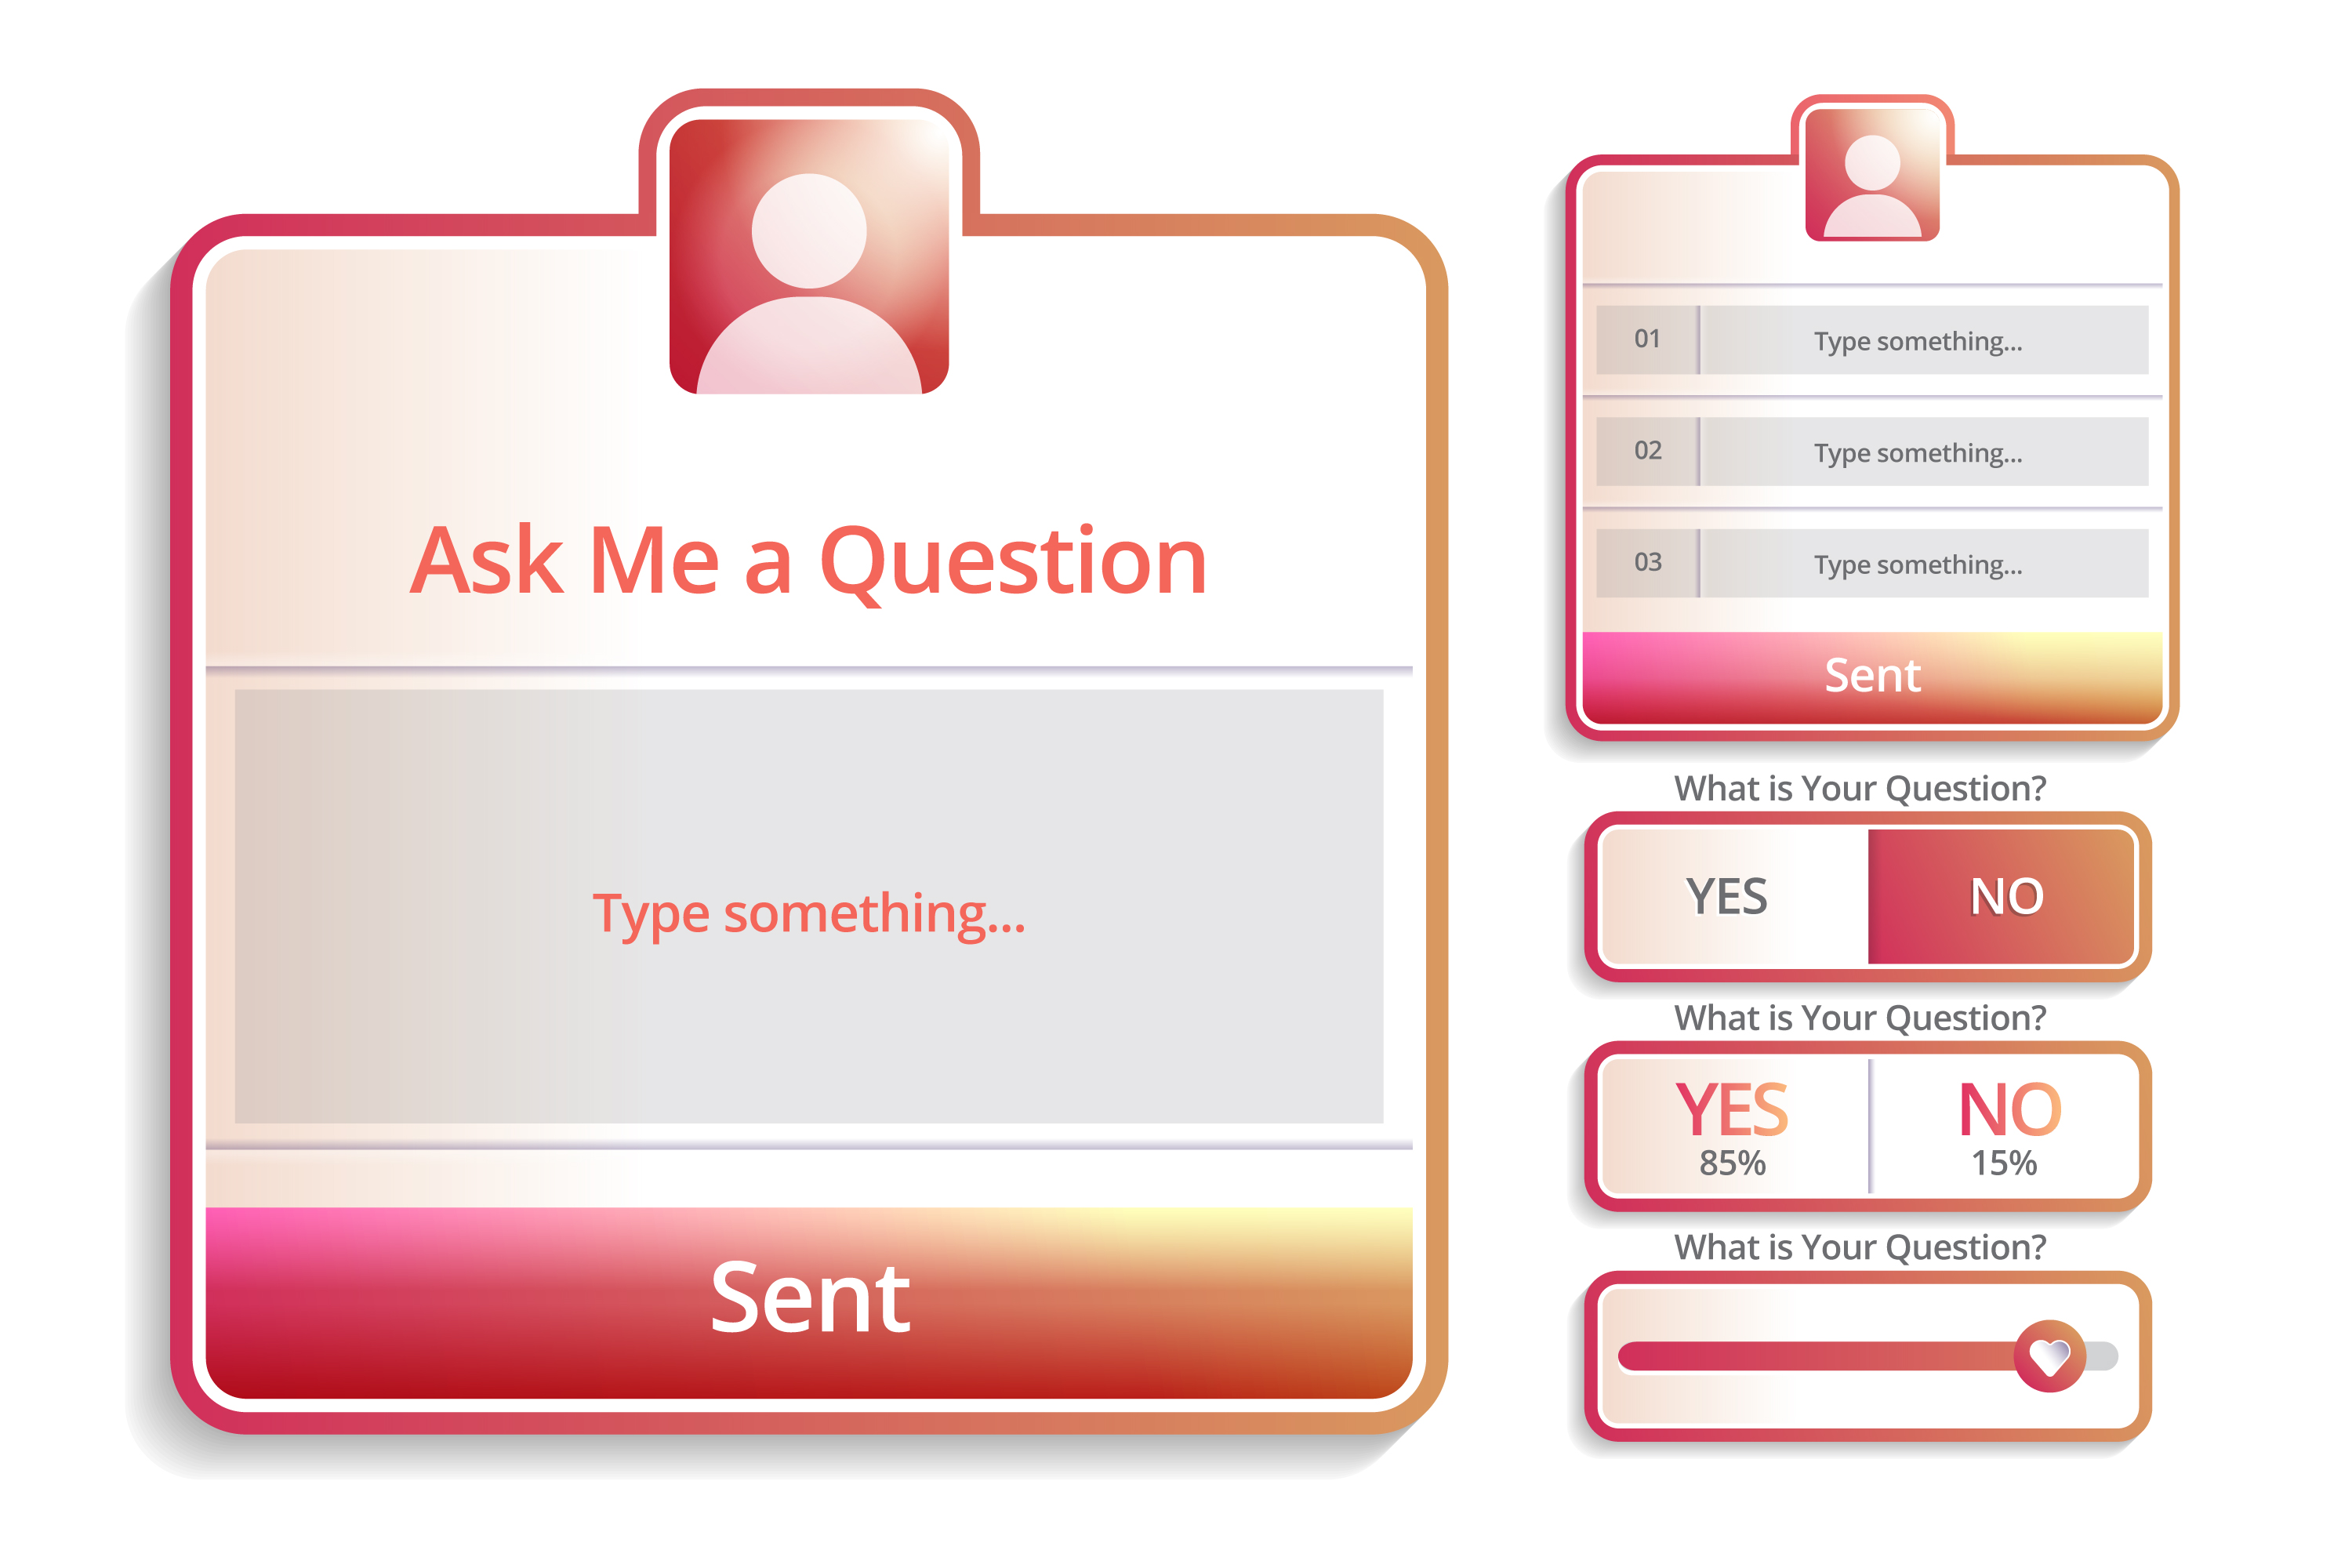 Ask Me a Question
Type something...
Sent
01 Type something...
02 Type something...
03 Type something...
Sent
What is Your Question?
YES NO
What is Your Question?
YES NO
85% 15%
What is Your Question?